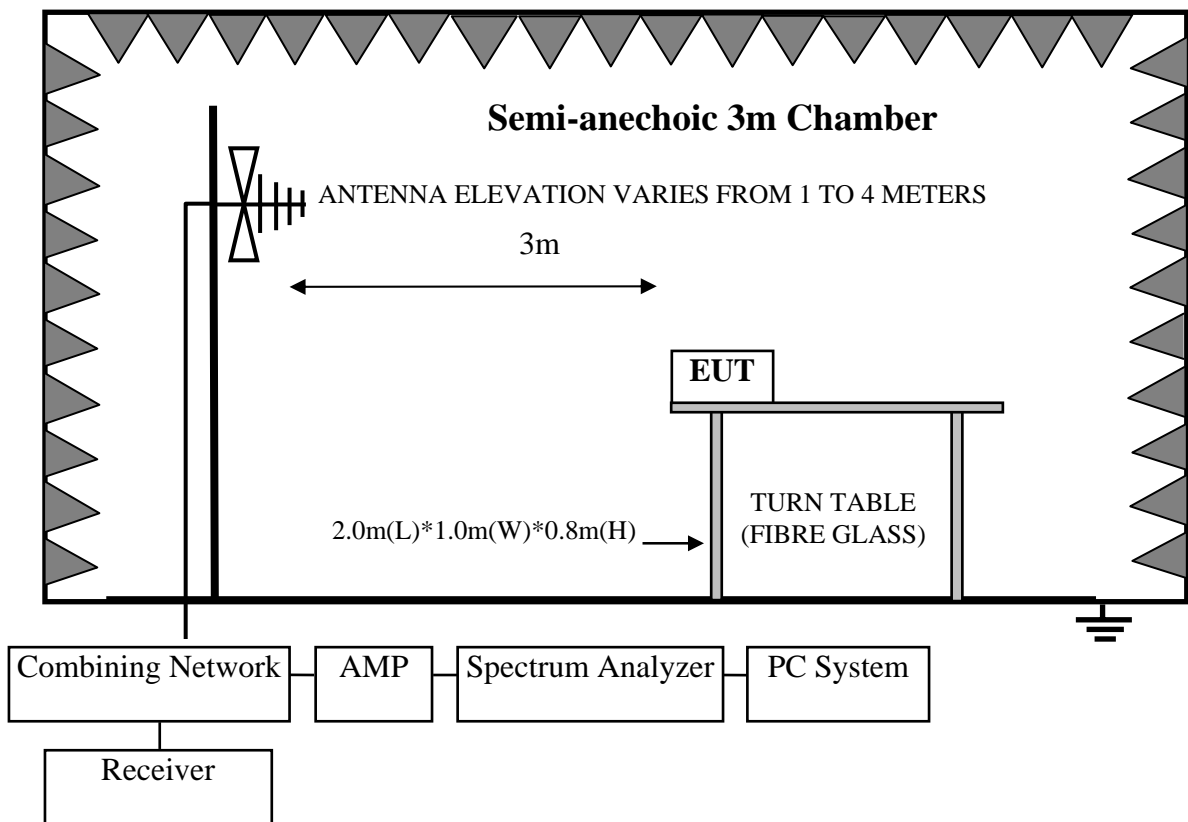 Semi-anechoic 3m Chamber
ANTENNA ELEVATION VARIES FROM 1 TO 4 METERS
3m
EUT
TURN TABLE
(FIBRE GLASS)
2.0m(L)*1.0m(W)*0.8m(H)
Combining Network
AMP
Spectrum Analyzer
PC System
Receiver